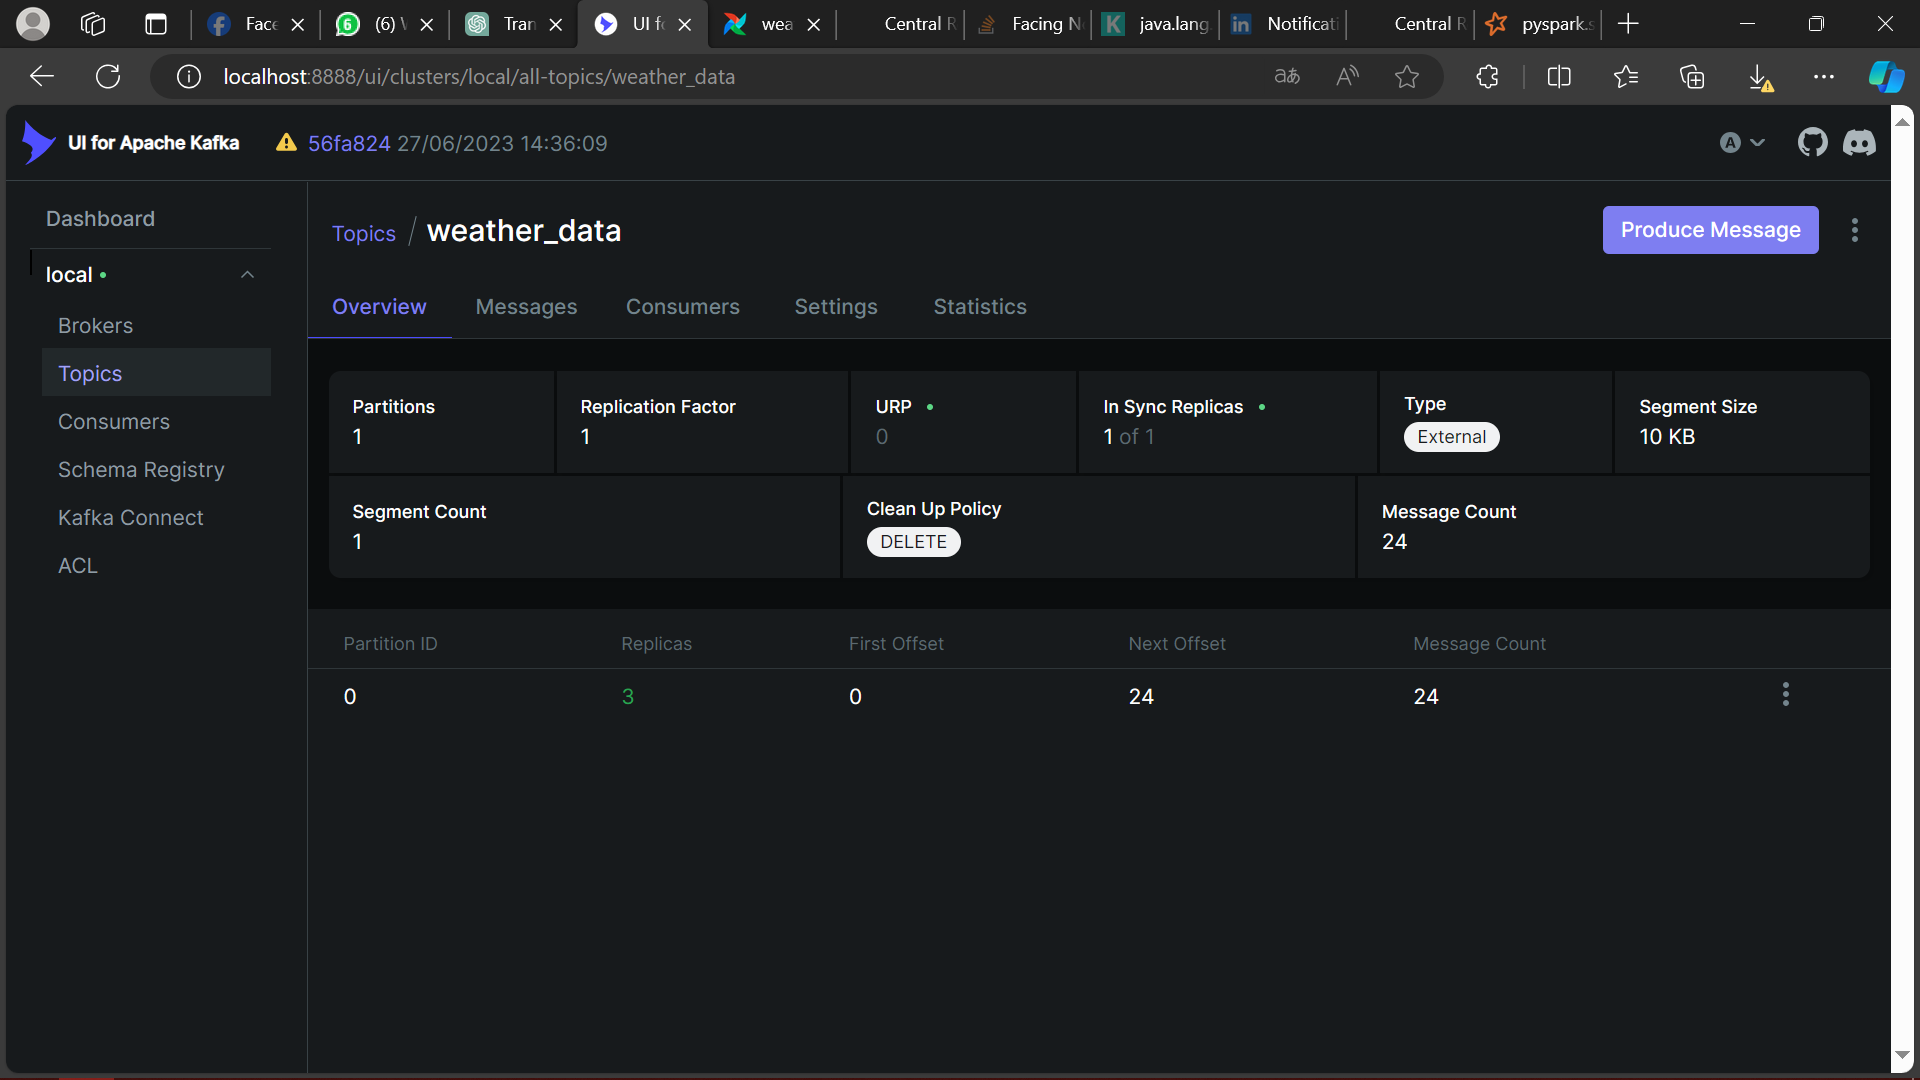 Face
(6) W
Tran
UI fo
wea
Central R
Facing N
java.lang.
Notificati
Central R
pyspark.s
localhost:8888/ui/clusters/local/all-topics/weather_data
UI for Apache Kafka
56fa824 27/06/2023 14:36:09
A
Dashboard
local
Brokers
Topics
Consumers
Schema Registry
Kafka Connect
ACL
Topics / weather_data
Produce Message
Overview Messages Consumers Settings Statistics
Partitions
1
Replication Factor
1
URP
0
In Sync Replicas
1 of 1
Type
External
Segment Size
10 KB
Segment Count
1
Clean Up Policy
DELETE
Message Count
24
Partition ID Replicas First Offset Next Offset Message Count
0 3 0 24 24